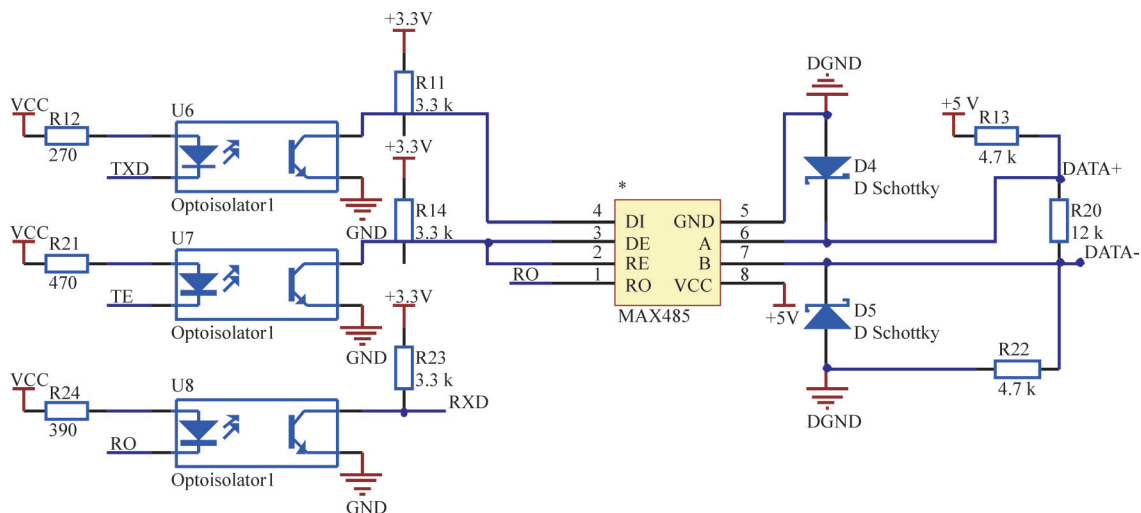 +3.3V
R11
3.3 k
VCC
R12
270
TXD
U6
Optoisolator1
GND
+3.3V
R14
3.3 k
VCC
R21
470
TE
U7
Optoisolator1
GND
+3.3V
R23
3.3 k
RXD
VCC
R24
390
RO
U8
Optoisolator1
GND
*
4 DI GND 5
3 DE A 6
2 RE B 7
RO 1 RO VCC 8
MAX485
+5V
DGND
D4
D Schottky
D5
D Schottky
DGND
+5 V
R13
4.7 k
DATA+
R20
12 k
DATA-
R22
4.7 k